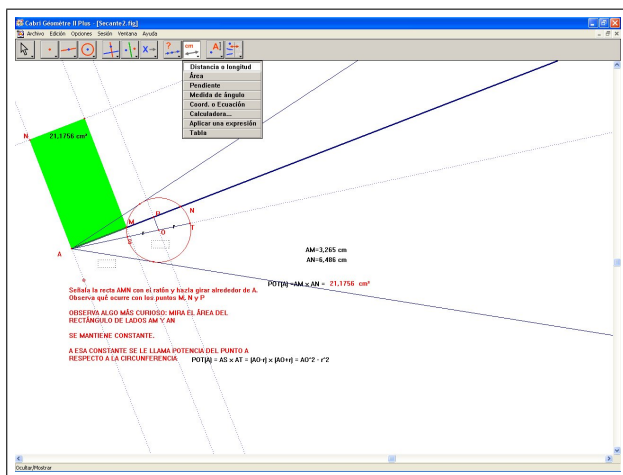 Cabri Géomètre II Plus - [Secante2.fig]
Archivo Edición Opciones Sesión Ventana Ayuda
cm
A
Distancia o longitud
Área
Pendiente
Medida de ángulo
Coord. o Ecuación
Calculadora...
Aplicar una expresión
Tabla
N
21,1756 cm²
P
N
M
O
r
T
S
r
A
AM=3,265 cm
AN=6,486 cm
POT(A) =AM x AN = 21,1756 cm²
Señala la recta AMN con el ratón y hazla girar alrededor de A.
Observa qué ocurre con los puntos M, N y P
OBSERVA ALGO MÁS CURIOSO: MIRA EL ÁREA DEL
RECTÁNGULO DE LADOS AM Y AN
SE MANTIENE CONSTANTE.
A ESA CONSTANTE SE LE LLAMA POTENCIA DEL PUNTO A
RESPECTO A LA CIRCUNFERENCIA POT(A) = AS x AT = (AO-r) x (AO+r) = AO^2 - r^2
Ocultar/Mostrar